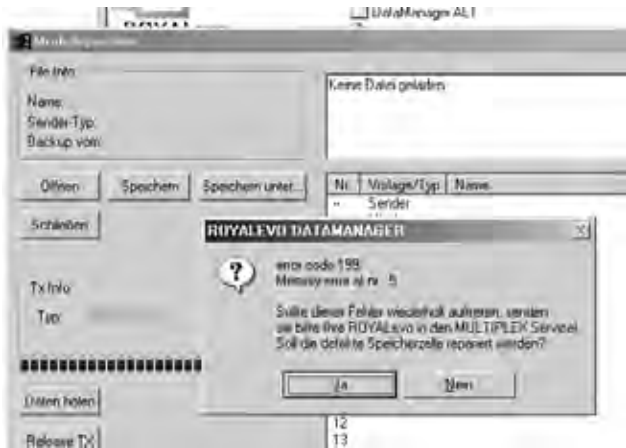 ROYAL
DataManager
File Info
Name:
Sender-Typ:
Backup vom:
Keine Datei geladen
Öffnen
Speichern
Speichern unter...
Schließen
Nr.
Vorlage/Typ
Name
Sender
ROYALEVO DATAMANAGER
error code 199:
Memory error at nr. 5
Sollte dieser Fehler wiederholt auftreten, senden
sie bitte Ihre ROYALevo in den MULTIPLEX Service!
Soll die defekte Speicherzelle repariert werden?
Ja
Nein
Tx Info
Typ:
Daten holen
Release TX
12
13